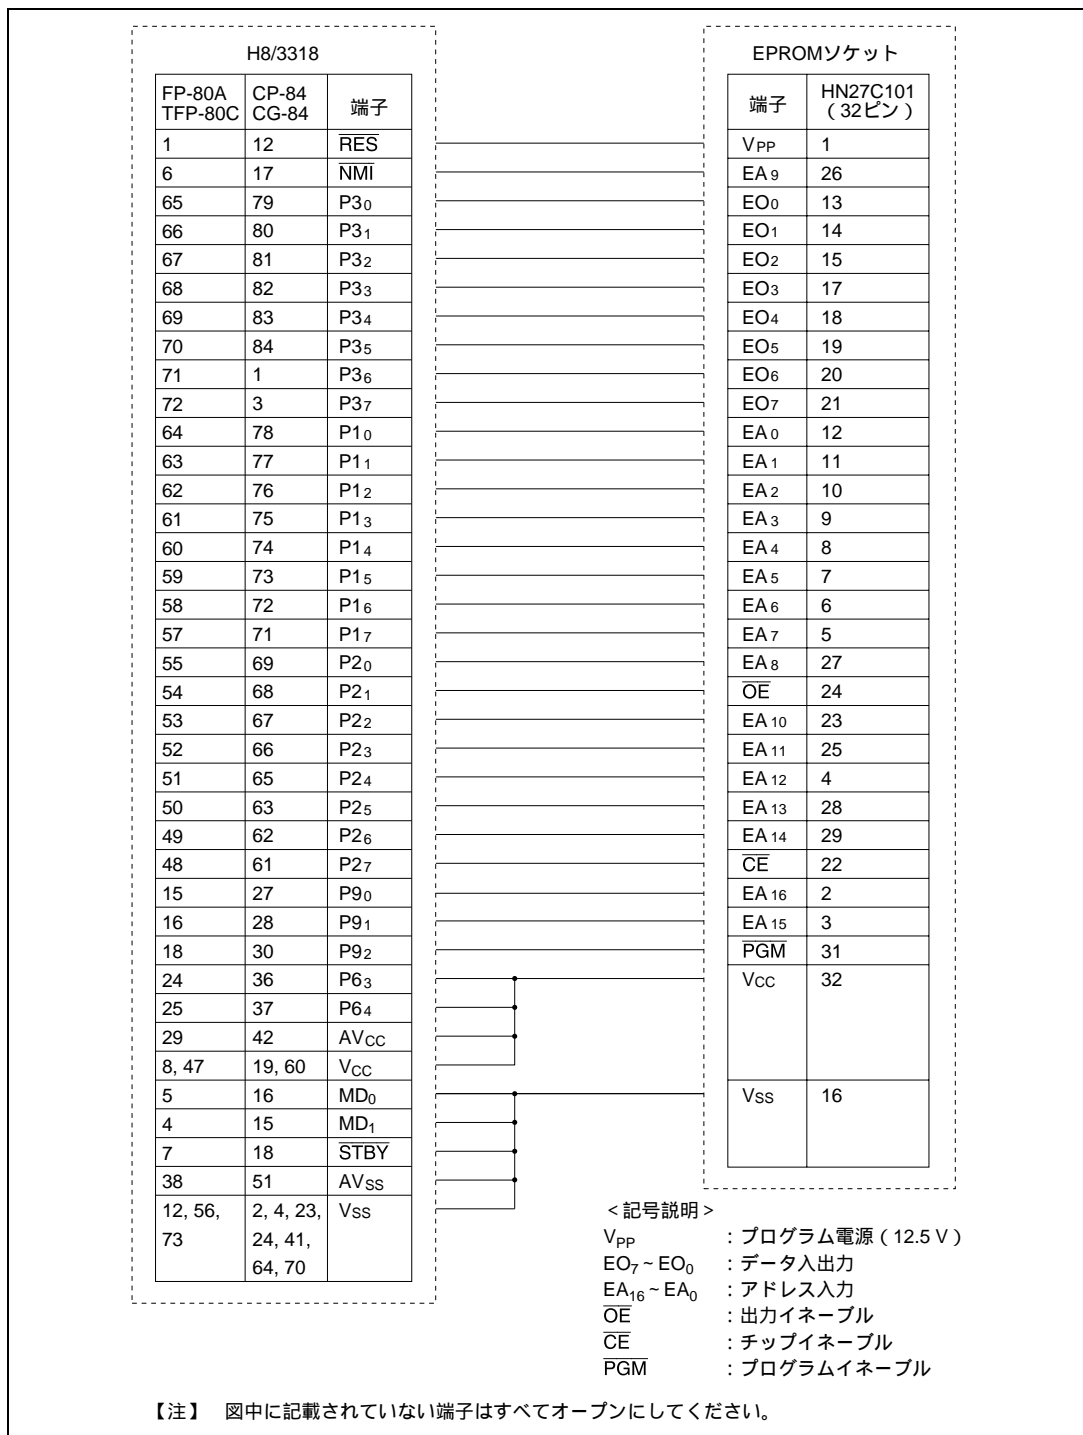 H8/3318 EPROMソケット
FP-80A TFP-80C CP-84 CG-84 端子 端子 HN27C101 （32ピン）
1 12 R̅E̅S̅ VPP 1
6 17 N̅M̅I̅ EA9 26
65 79 P30 EO0 13
66 80 P31 EO1 14
67 81 P32 EO2 15
68 82 P33 EO3 17
69 83 P34 EO4 18
70 84 P35 EO5 19
71 1 P36 EO6 20
72 3 P37 EO7 21
64 78 P10 EA0 12
63 77 P11 EA1 11
62 76 P12 EA2 10
61 75 P13 EA3 9
60 74 P14 EA4 8
59 73 P15 EA5 7
58 72 P16 EA6 6
57 71 P17 EA7 5
55 69 P20 EA8 27
54 68 P21 O̅E̅ 24
53 67 P22 EA10 23
52 66 P23 EA11 25
51 65 P24 EA12 4
50 63 P25 EA13 28
49 62 P26 EA14 29
48 61 P27 C̅E̅ 22
15 27 P90 EA16 2
16 28 P91 EA15 3
18 30 P92 P̅G̅M̅ 31
24 36 P63 VCC 32
25 37 P64
29 42 AVCC
8, 47 19, 60 VCC
5 16 MD0 VSS 16
4 15 MD1
7 18 S̅T̅B̅Y̅
38 51 AVSS
12, 56, 2, 4, 23, VSS
73 24, 41,
64, 70
＜記号説明＞
VPP ：プログラム電源（12.5 V）
EO7～EO0 ：データ入出力
EA16～EA0 ：アドレス入力
O̅E̅ ：出力イネーブル
C̅E̅ ：チップイネーブル
P̅G̅M̅ ：プログラムイネーブル
【注】 図中に記載されていない端子はすべてオープンにしてください。